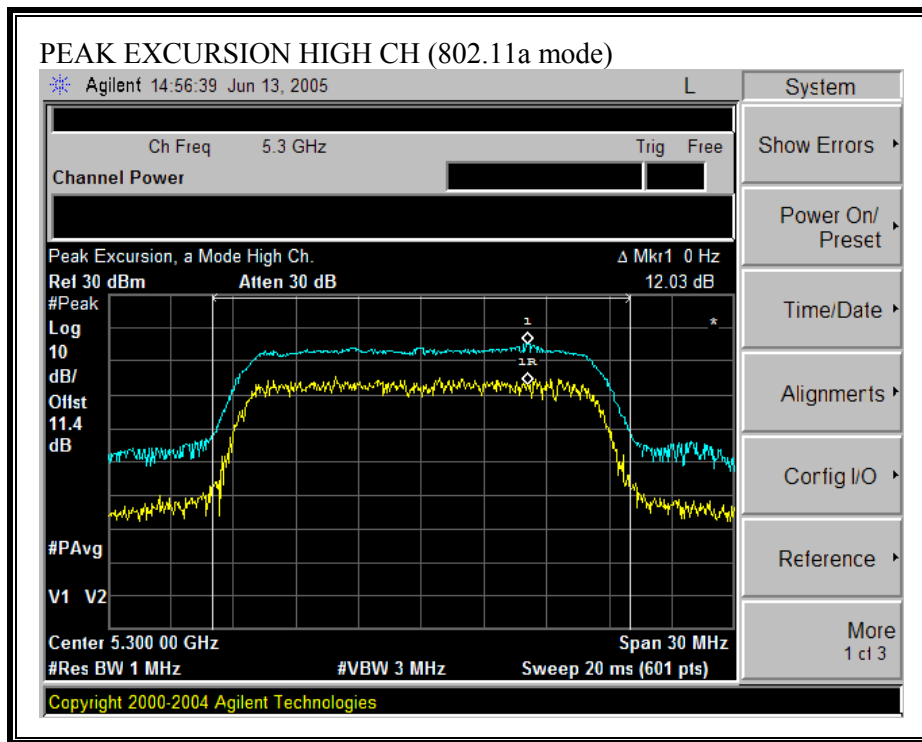 PEAK EXCURSION HIGH CH (802.11a mode)
Agilent 14:56:39 Jun 13, 2005 L System
Ch Freq 5.3 GHz Trig Free
Channel Power
Show Errors
Power On/
Preset
Time/Date
Alignments
Config I/O
Reference
More
1 of 3
Peak Excursion, a Mode High Ch. Δ Mkr1 0 Hz
Ref 30 dBm Atten 30 dB 12.03 dB
#Peak
Log
10
dB/
Offst
11.4
dB
1
1R
*
#PAvg
V1 V2
Center 5.300 00 GHz Span 30 MHz
#Res BW 1 MHz #VBW 3 MHz Sweep 20 ms (601 pts)
Copyright 2000-2004 Agilent Technologies